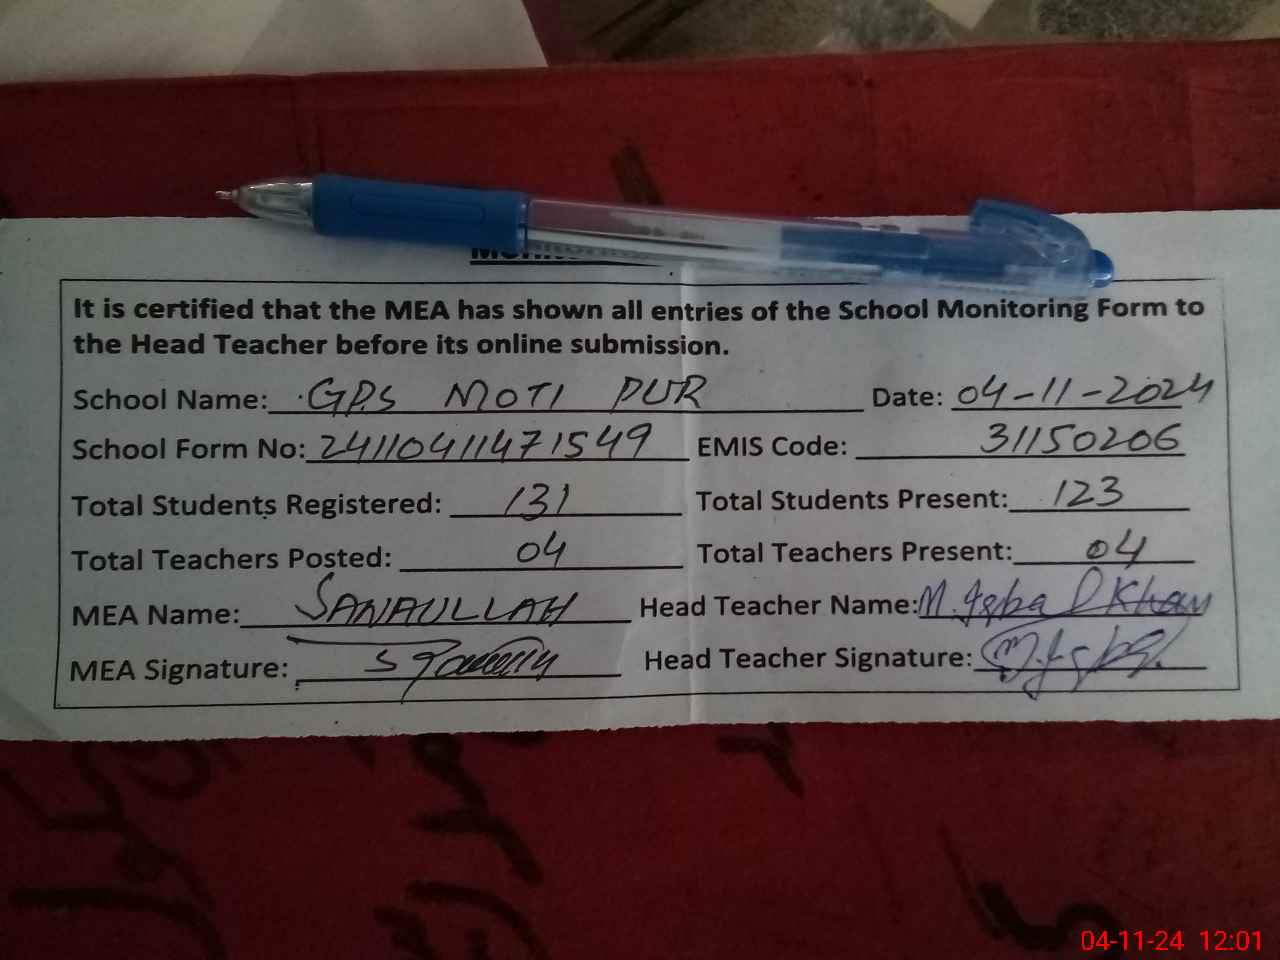 It is certified that the MEA has shown all entries of the School Monitoring Form to
the Head Teacher before its online submission.
School Name: GPS MOTI PUR Date: 04-11-2024
School Form No: 24110411471549 EMIS Code: 31150206
Total Students Registered: 131 Total Students Present: 123
Total Teachers Posted: 04 Total Teachers Present: 04
MEA Name: SANAULLAH Head Teacher Name: M. Iqbal Khan
MEA Signature: Head Teacher Signature:
04-11-24 12:01